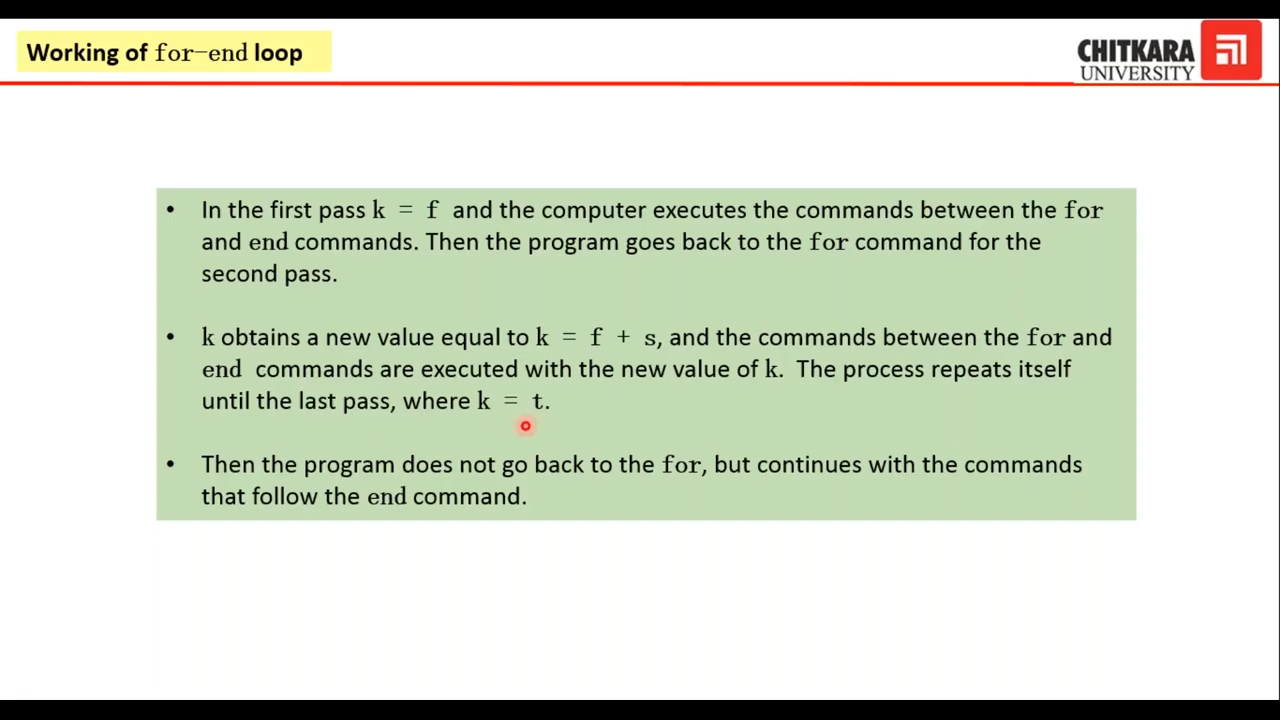 Working of for-end loop
CHITKARA
UNIVERSITY
• In the first pass k = f and the computer executes the commands between the for
and end commands. Then the program goes back to the for command for the
second pass.
• k obtains a new value equal to k = f + s, and the commands between the for and
end commands are executed with the new value of k. The process repeats itself
until the last pass, where k = t.
• Then the program does not go back to the for, but continues with the commands
that follow the end command.